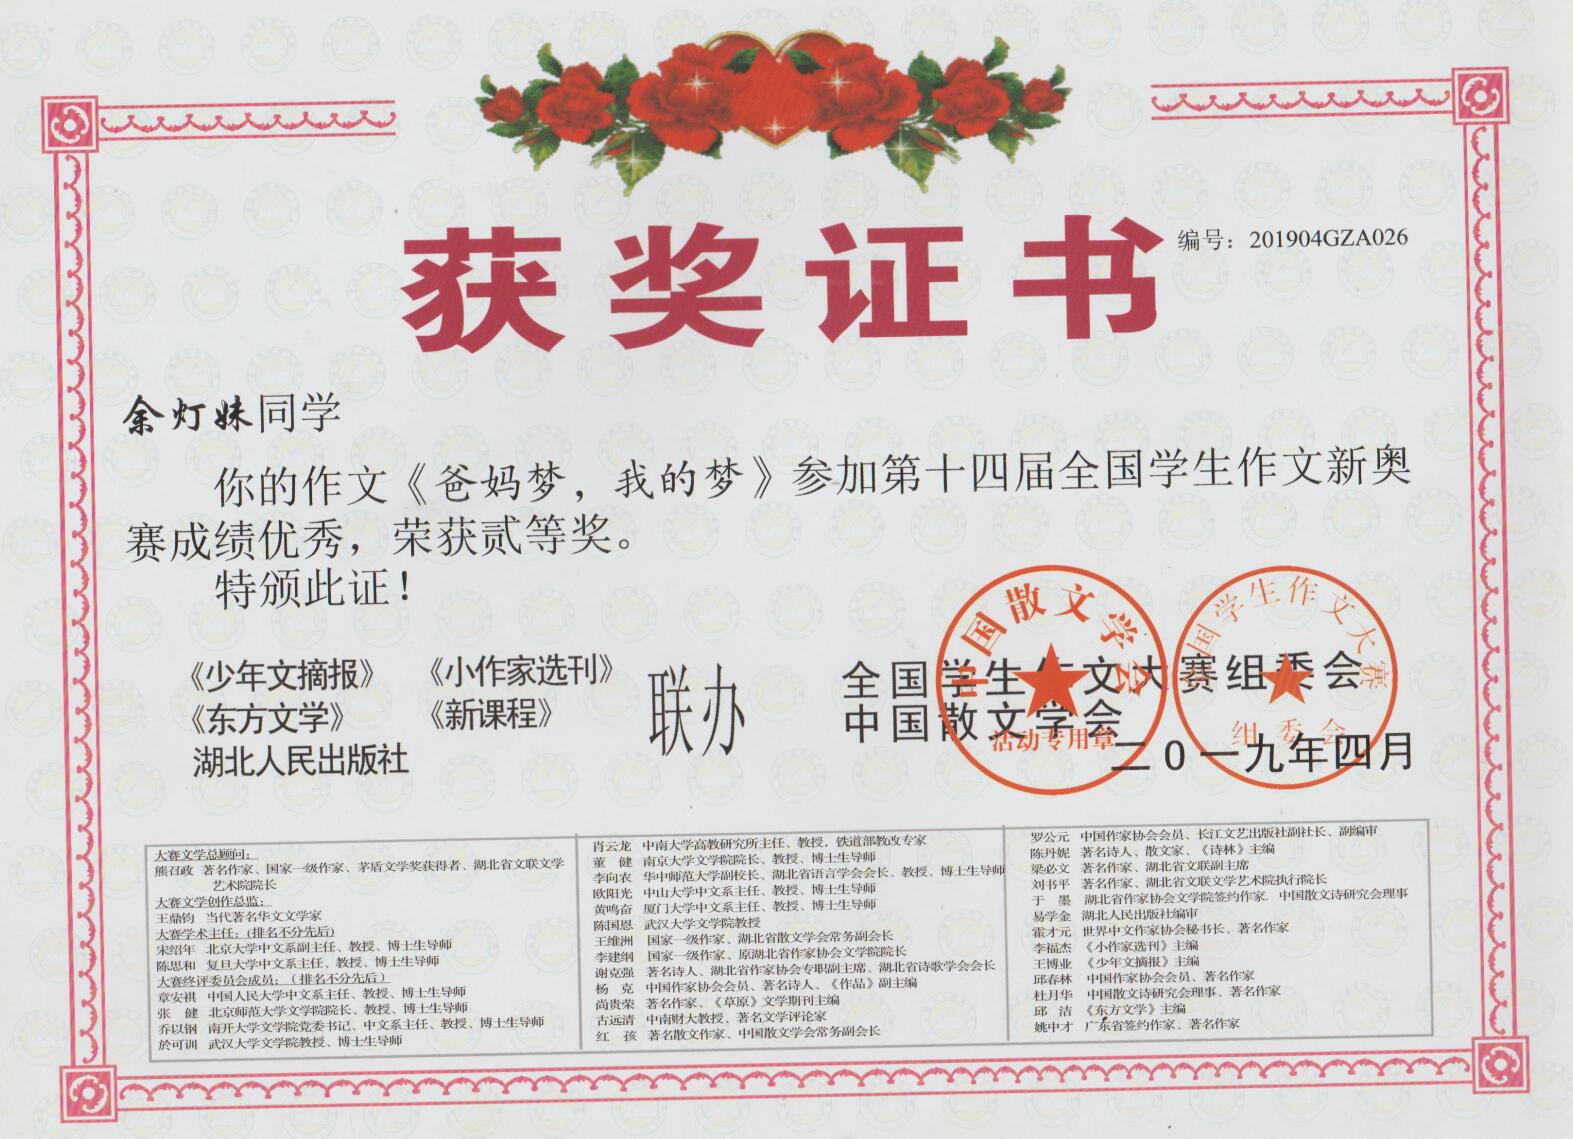 获奖证书
编号：201904GZA026
余灯妹同学
你的作文《爸妈梦，我的梦》参加第十四届全国学生作文新奥
赛成绩优秀，荣获贰等奖。
特颁此证！
《少年文摘报》 《小作家选刊》
《东方文学》 《新课程》
湖北人民出版社
联办
全国学生作文大赛组委会
中国散文学会
二0一九年四月
中国散文学会
活动专用章
全国学生作文大赛
组委会
大赛文学总顾问：
熊召政 著名作家、国家一级作家、茅盾文学奖获得者、湖北省文联文学
艺术院院长
大赛文学创作总监：
王鼎钧 当代著名华文文学家
大赛学术主任：(排名不分先后)
宋绍年 北京大学中文系副主任、教授、博士生导师
陈思和 复旦大学中文系主任、教授、博士生导师
大赛终评委员会成员：（排名不分先后）
章安祺 中国人民大学中文系主任、教授、博士生导师
张 健 北京师范大学文学院院长、教授、博士生导师
乔以钢 南开大学文学院党委书记、中文系主任、教授、博士生导师
於可训 武汉大学文学院教授、博士生导师
肖云龙 中南大学高教研究所主任、教授，铁道部教改专家
董 健 南京大学文学院院长、教授、博士生导师
李向农 华中师范大学副校长、湖北省语言学会会长、教授、博士生导师
欧阳光 中山大学中文系主任、教授、博士生导师
黄鸣奋 厦门大学中文系主任、教授、博士生导师
陈国恩 武汉大学文学院教授
王维洲 国家一级作家、湖北省散文学会常务副会长
李建纲 国家一级作家、原湖北省作家协会文学院院长
谢克强 著名诗人、湖北省作家协会专职副主席、湖北省诗歌学会会长
杨 克 中国作家协会会员、著名诗人、《作品》副主编
尚贵荣 著名作家、《草原》文学期刊主编
古远清 中南财大教授、著名文学评论家
红 孩 著名散文作家、中国散文学会常务副会长
罗公元 中国作家协会会员、长江文艺出版社副社长、副编审
陈丹妮 著名诗人、散文家、《诗林》主编
梁必文 著名作家、湖北省文联副主席
刘书平 著名作家、湖北省文联文学艺术院执行院长
于 墨 湖北省作家协会文学院签约作家．中国散文诗研究会理事
易学金 湖北人民出版社编审
霍才元 世界中文作家协会秘书长、著名作家
李福杰 《小作家选刊》主编
王博业 《少年文摘报》主编
邱春林 中国作家协会会员、著名作家
杜月华 中国散文诗研究会理事、著名作家
邱 洁 《东方文学》主编
姚中才 广东省签约作家、著名作家